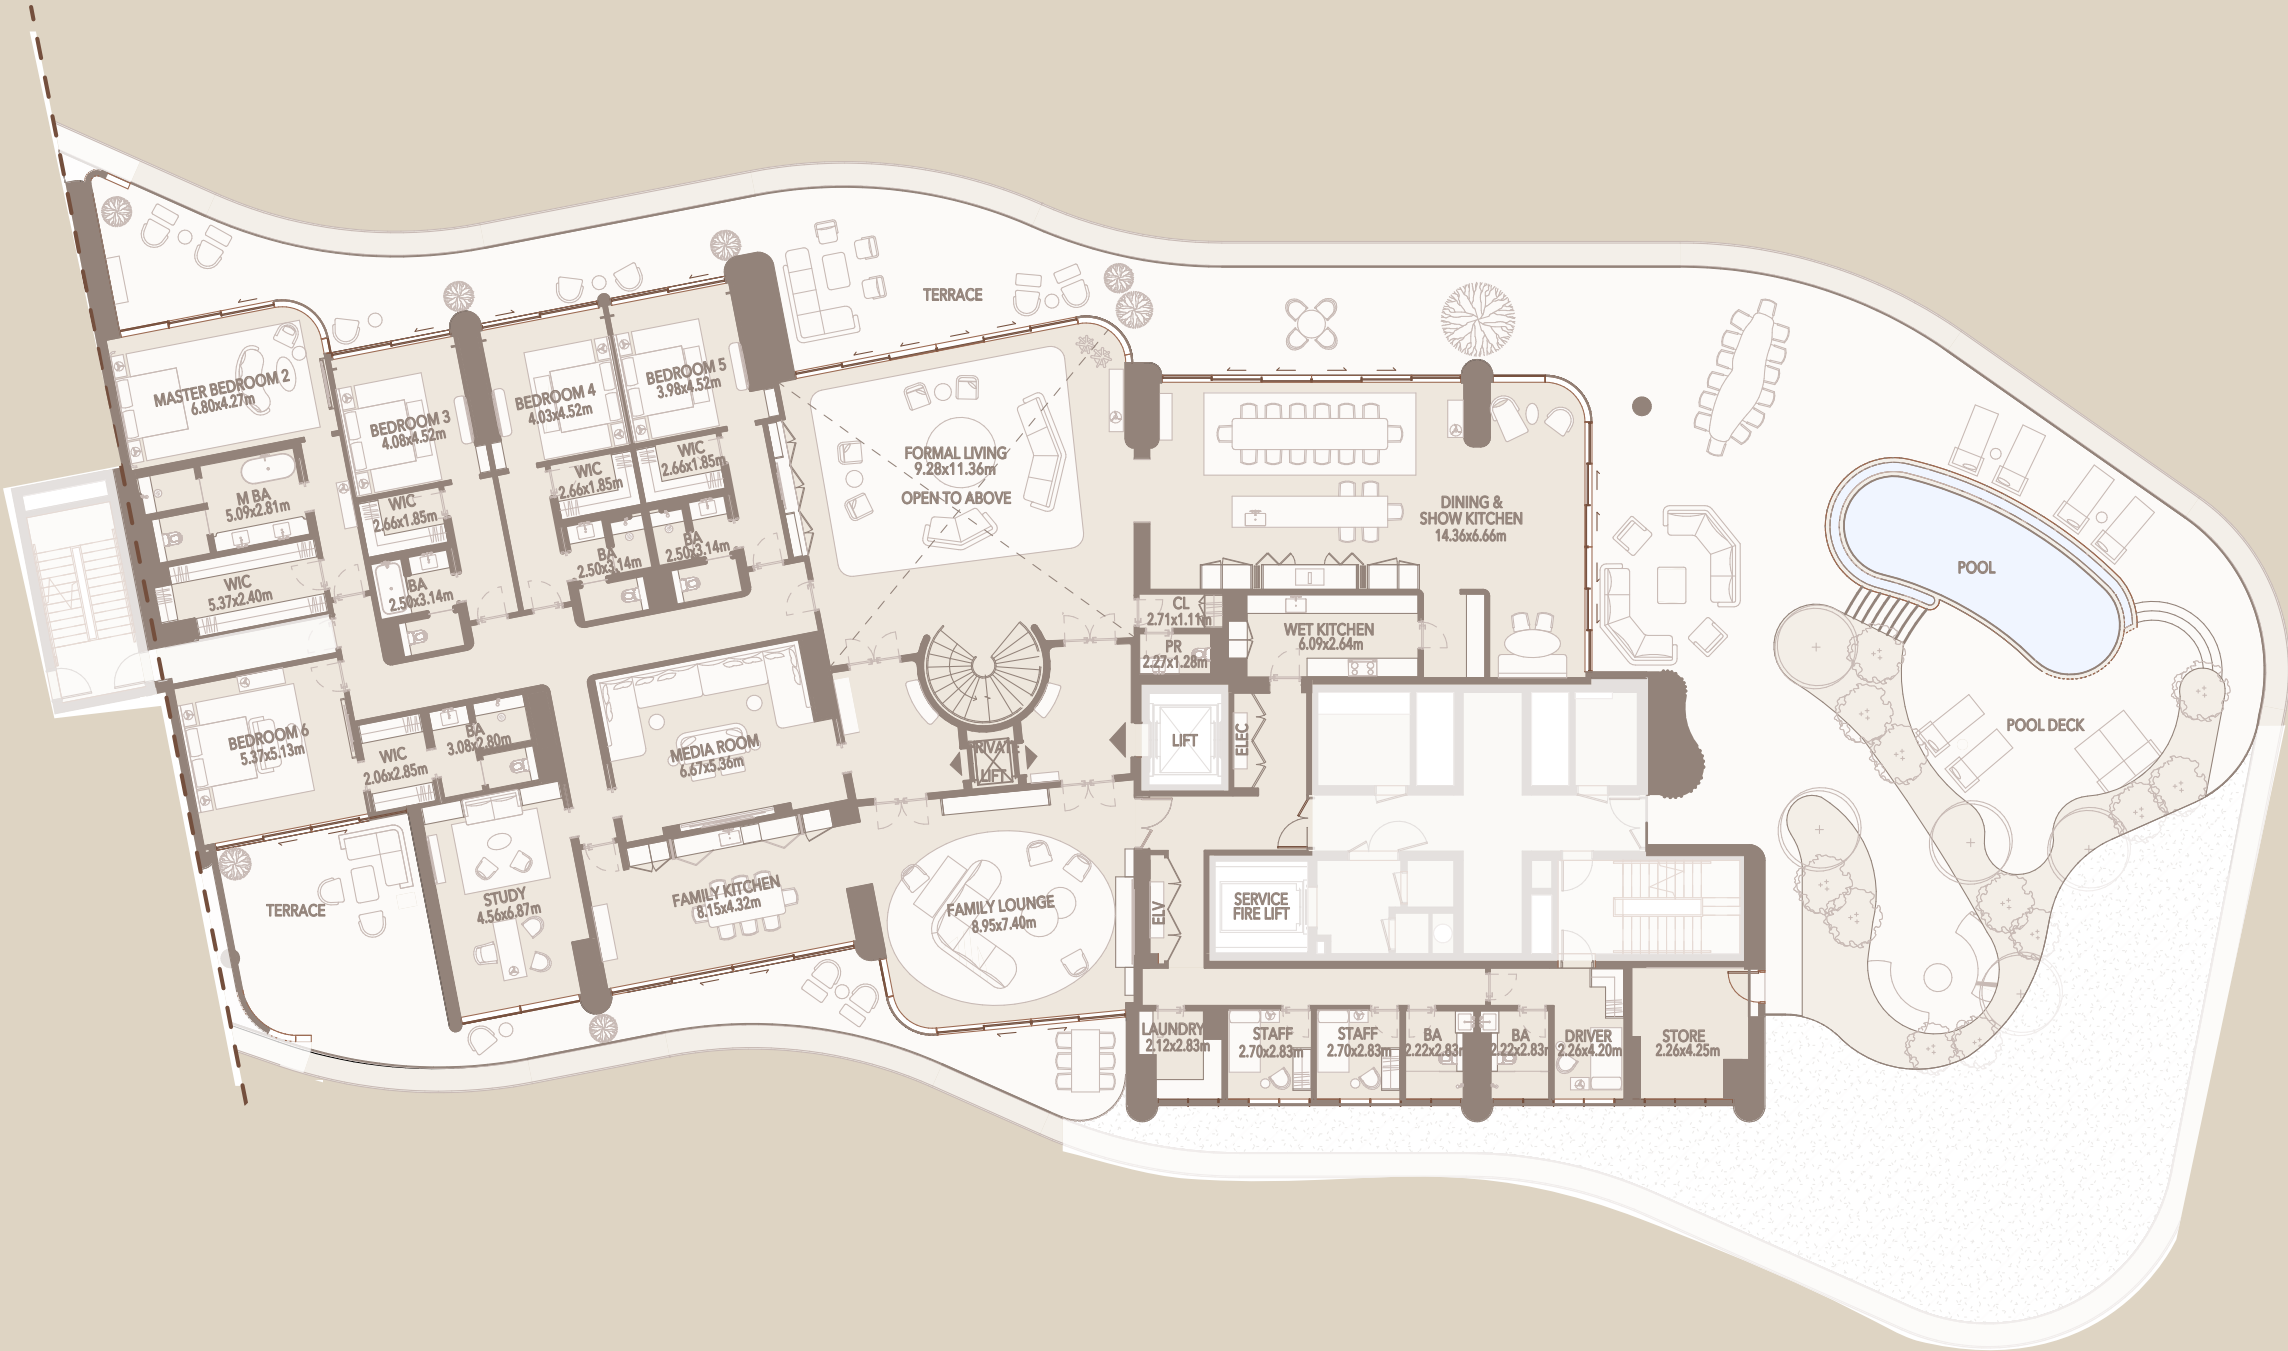 TERRACE
MASTER BEDROOM 2
6.80x4.27m
BEDROOM 3
4.08x4.52m
BEDROOM 4
4.03x4.52m
BEDROOM 5
3.98x4.52m
FORMAL LIVING
9.28x11.36m
OPEN TO ABOVE
DINING &
SHOW KITCHEN
14.36x6.66m
POOL
POOL DECK
M BA
5.09x2.81m
WIC
5.37x2.40m
WIC
2.66x1.85m
WIC
2.66x1.85m
WIC
2.66x1.85m
BA
2.50x3.14m
BA
2.50x3.14m
BA
2.50x3.14m
CL
2.71x1.11m
PR
2.27x1.28m
WET KITCHEN
6.09x2.64m
LIFT
ELEC
BEDROOM 6
5.37x5.13m
WIC
2.06x2.85m
BA
3.08x2.80m
MEDIA ROOM
6.67x5.36m
PRIVATE
LIFT
TERRACE
STUDY
4.56x6.87m
FAMILY KITCHEN
8.15x4.32m
FAMILY LOUNGE
8.95x7.40m
ELV
SERVICE
FIRE LIFT
LAUNDRY
2.12x2.83m
STAFF
2.70x2.83m
STAFF
2.70x2.83m
BA
2.22x2.83m
BA
2.22x2.83m
DRIVER
2.26x4.20m
STORE
2.26x4.25m